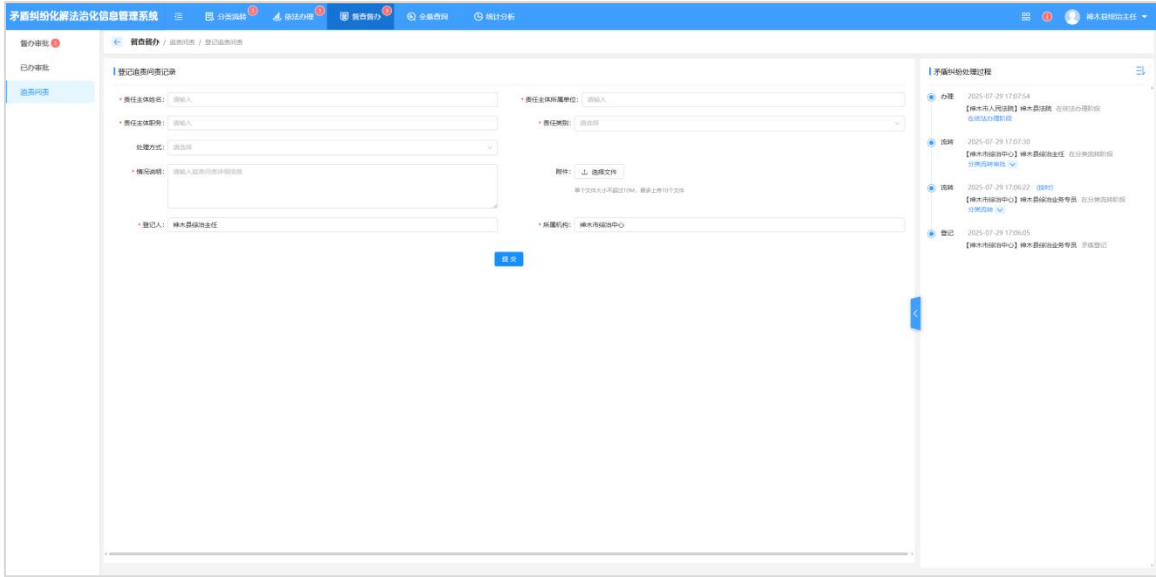 矛盾纠纷化解法治化信息管理系统
分类流转
依法办理
督查督办
全量查询
统计分析
神木县综治主任
督办审批
已办审批
追责问责
督查督办 / 追责问责 / 登记追责问责
登记追责问责记录
* 责任主体姓名: 请输入
* 责任主体所属单位: 请输入
* 责任主体职务: 请输入
* 责任类别: 请选择
处理方式: 请选择
* 情况说明: 请输入追责问责详细信息
附件: 选择文件
单个文件大小不超过10M，最多上传10个文件
* 登记人: 神木县综治主任
* 所属机构: 神木市综治中心
提 交
矛盾纠纷处理过程
办理 2025-07-29 17:07:54
【神木市人民法院】神木县法院 在依法办理阶段
在依法办理阶段
流转 2025-07-29 17:07:30
【神木市综治中心】神木县综治主任 在分类流转阶段
分类流转审批
流转 2025-07-29 17:06:22
【神木市综治中心】神木县综治业务专员 在分类流转阶段
分类流转
登记 2025-07-29 17:06:05
【神木市综治中心】神木县综治业务专员 矛盾登记